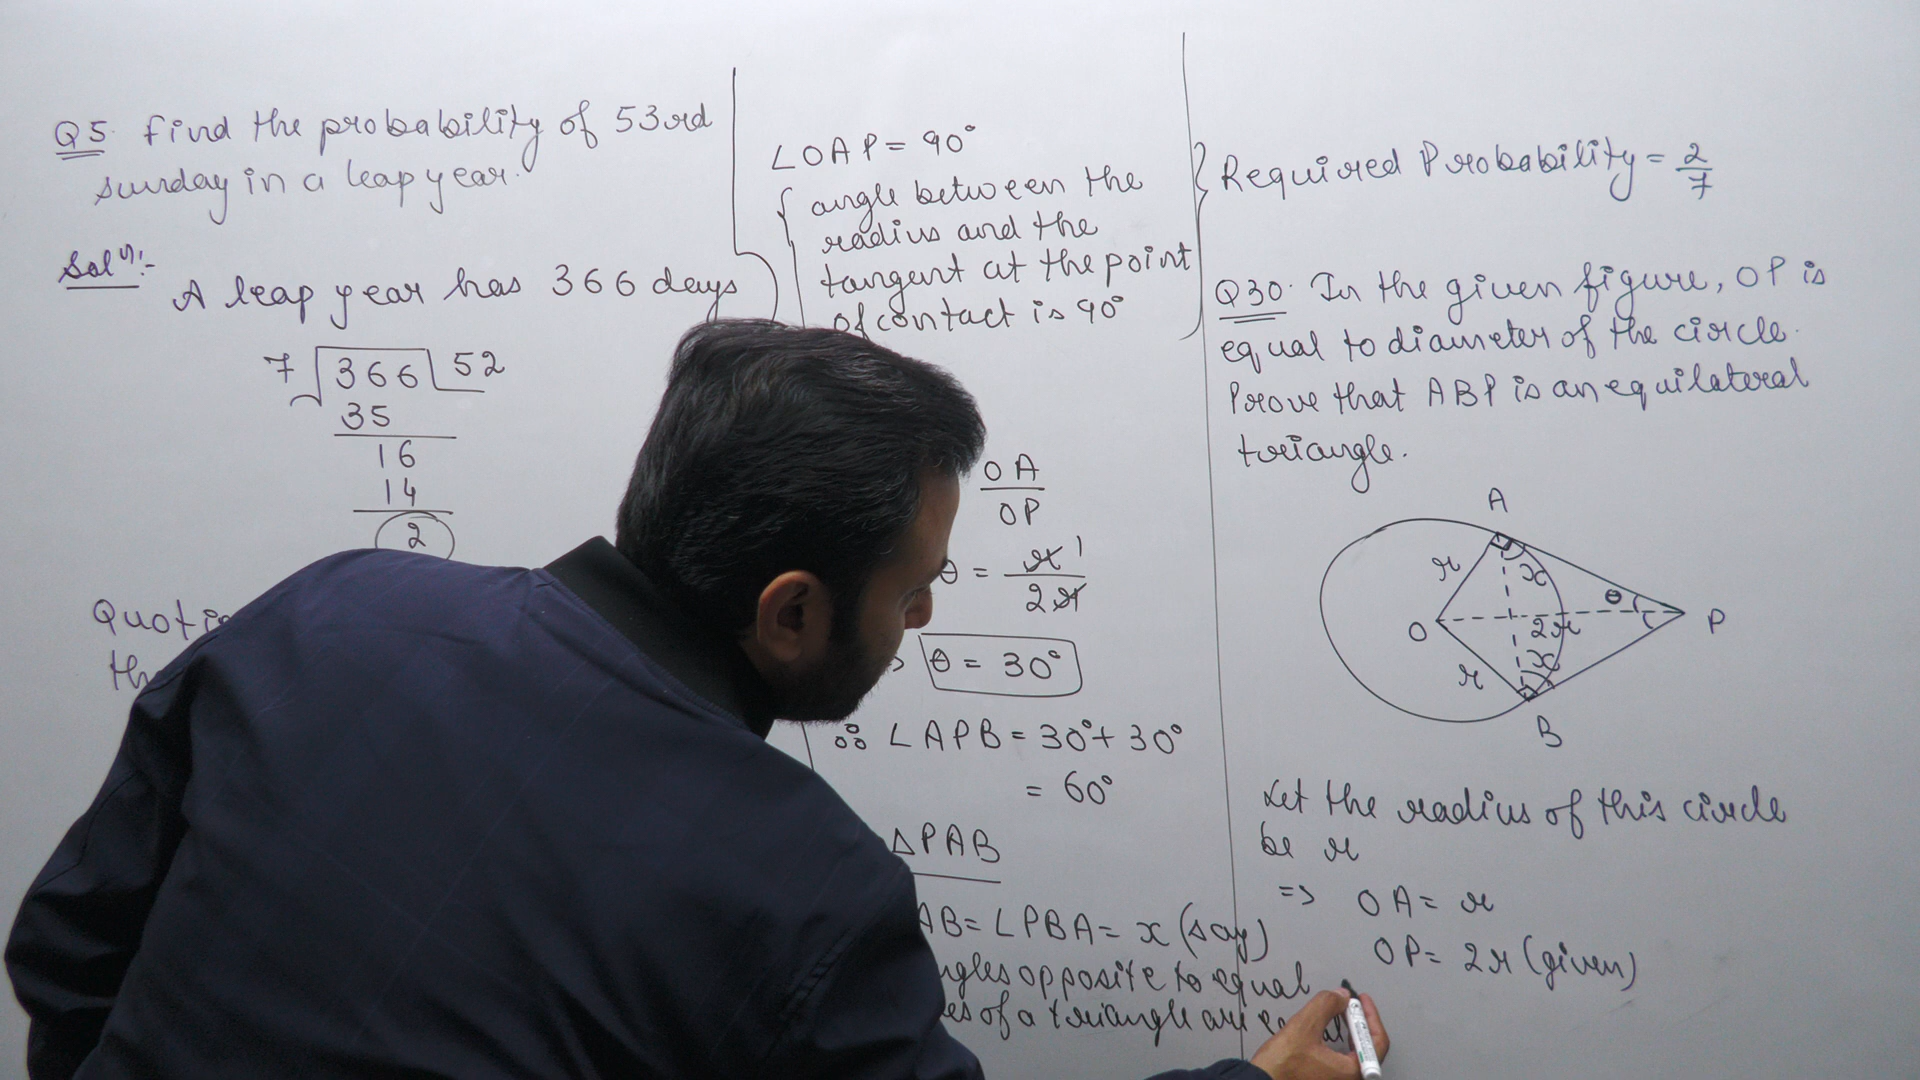 Q5. Find the probability of 53rd
sunday in a leap year.
Solⁿ:-
A leap year has 366 days
7 366 52
35
16
14
2
Quoti
th
∠OAP = 90°
{ angle between the
radius and the
tangent at the point
of contact is 90°
OA
OP
θ = r 1
2r
θ = 30°
∴ ∠APB = 30° + 30°
= 60°
ΔPAB
AB = ∠PBA = x (say)
ngles opposite to equal
es of a triangle are equal
} Required Probability = 2/7
Q30. In the given figure, OP is
equal to diameter of the circle.
Prove that ABP is an equilateral
triangle.
A
r x
θ
O 2r P
r x
B
Let the radius of this circle
be r
=> OA = r
OP = 2r (given)